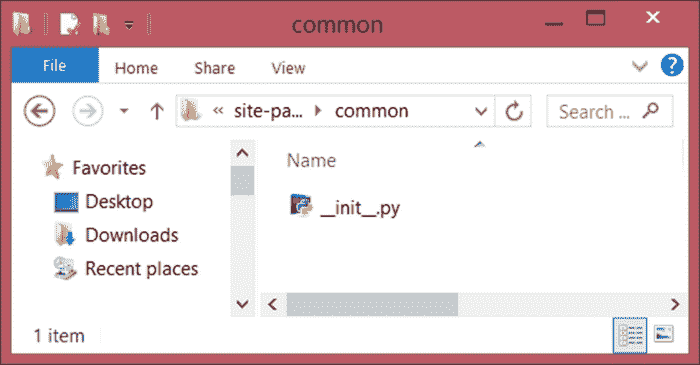 common
File Home Share View
« site-pa... common Search ...
Name
Favorites
Desktop
Downloads
Recent places
__init__.py
1 item